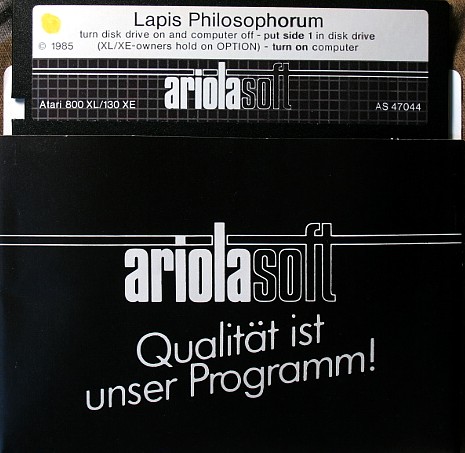 Lapis Philosophorum
turn disk drive on and computer off - put side 1 in disk drive
© 1985 (XL/XE-owners hold on OPTION) - turn on computer
ariolasoft
Atari 800 XL/130 XE AS 47044
ariolasoft
Qualität ist
unser Programm!